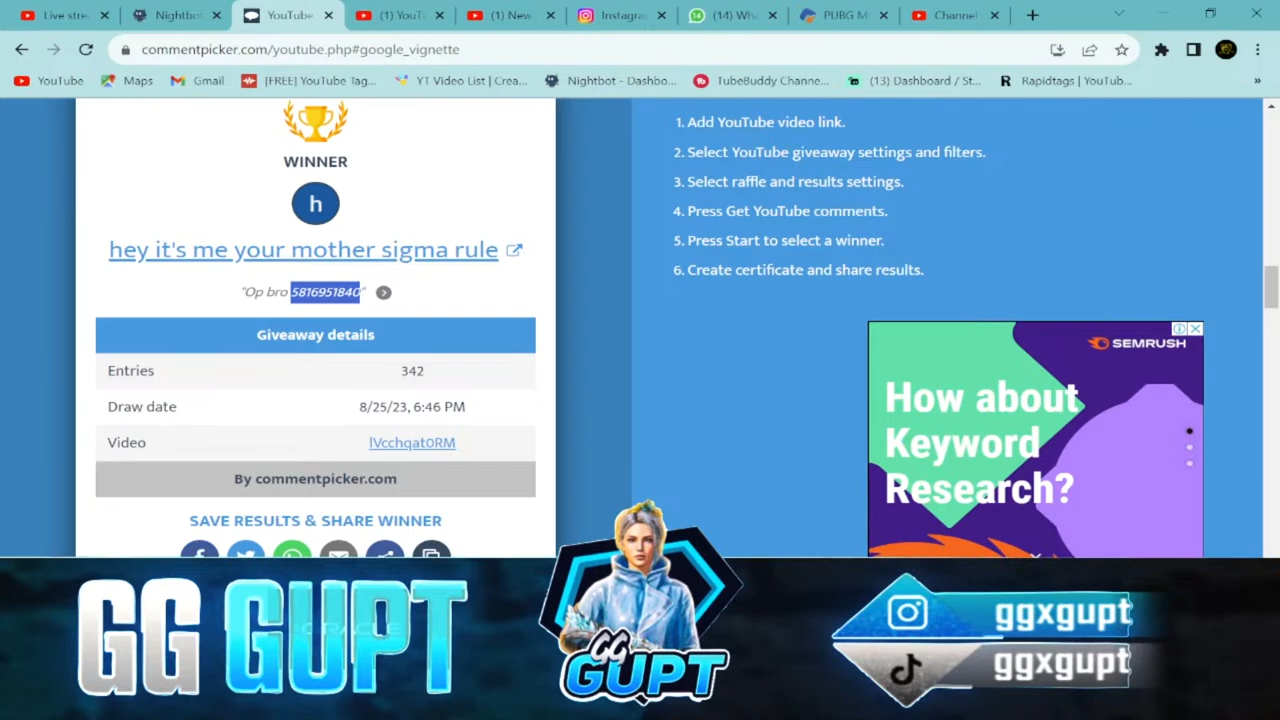 Live stre
Nightbot
YouTube
(1) YouT
(1) New
Instagra
(14) Wha
PUBG M
Channel
commentpicker.com/youtube.php#google_vignette
YouTube
Maps
Gmail
[FREE] YouTube Tag...
YT Video List | Crea...
Nightbot - Dashbo...
TubeBuddy Channe...
(13) Dashboard / St...
R Rapidtags | YouTub...
»
WINNER
h
hey it's me your mother sigma rule
"Op bro 5816951840"
Giveaway details
Entries 342
Draw date 8/25/23, 6:46 PM
Video lVcchqat0RM
By commentpicker.com
SAVE RESULTS & SHARE WINNER
1. Add YouTube video link.
2. Select YouTube giveaway settings and filters.
3. Select raffle and results settings.
4. Press Get YouTube comments.
5. Press Start to select a winner.
6. Create certificate and share results.
SEMRUSH
How about
Keyword
Research?
GG GUPT
GG
GUPT
ggxgupt
ggxgupt